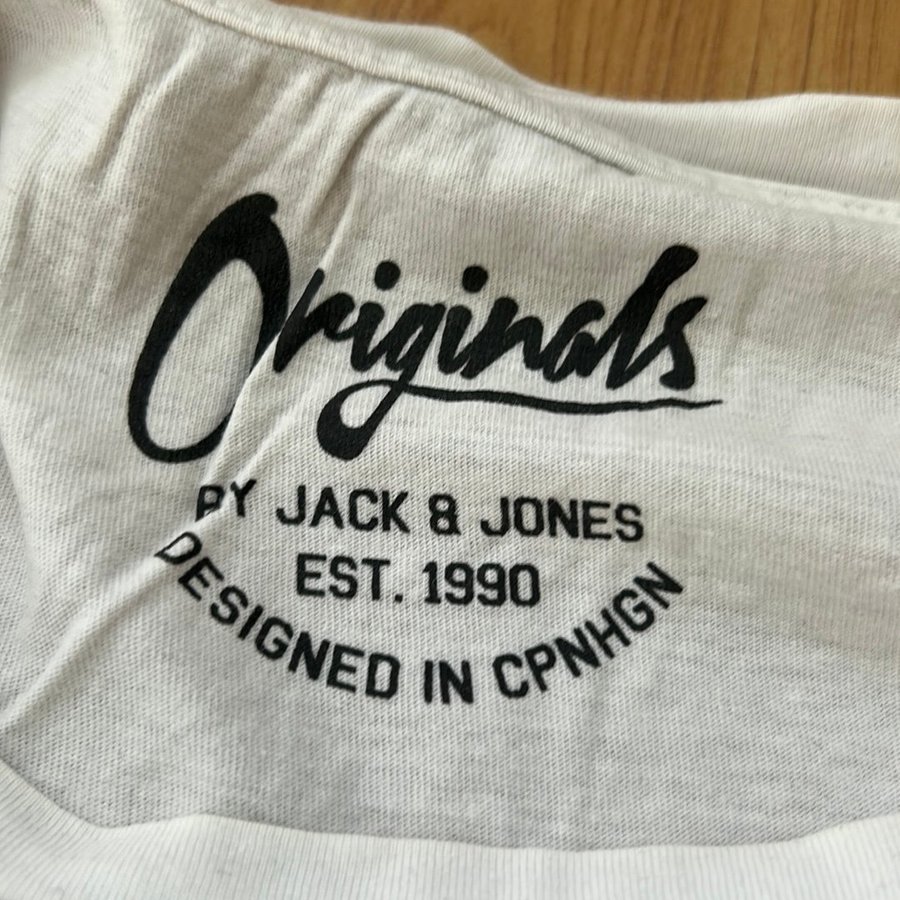 Originals
BY JACK & JONES
EST. 1990
DESIGNED IN CPNHGN